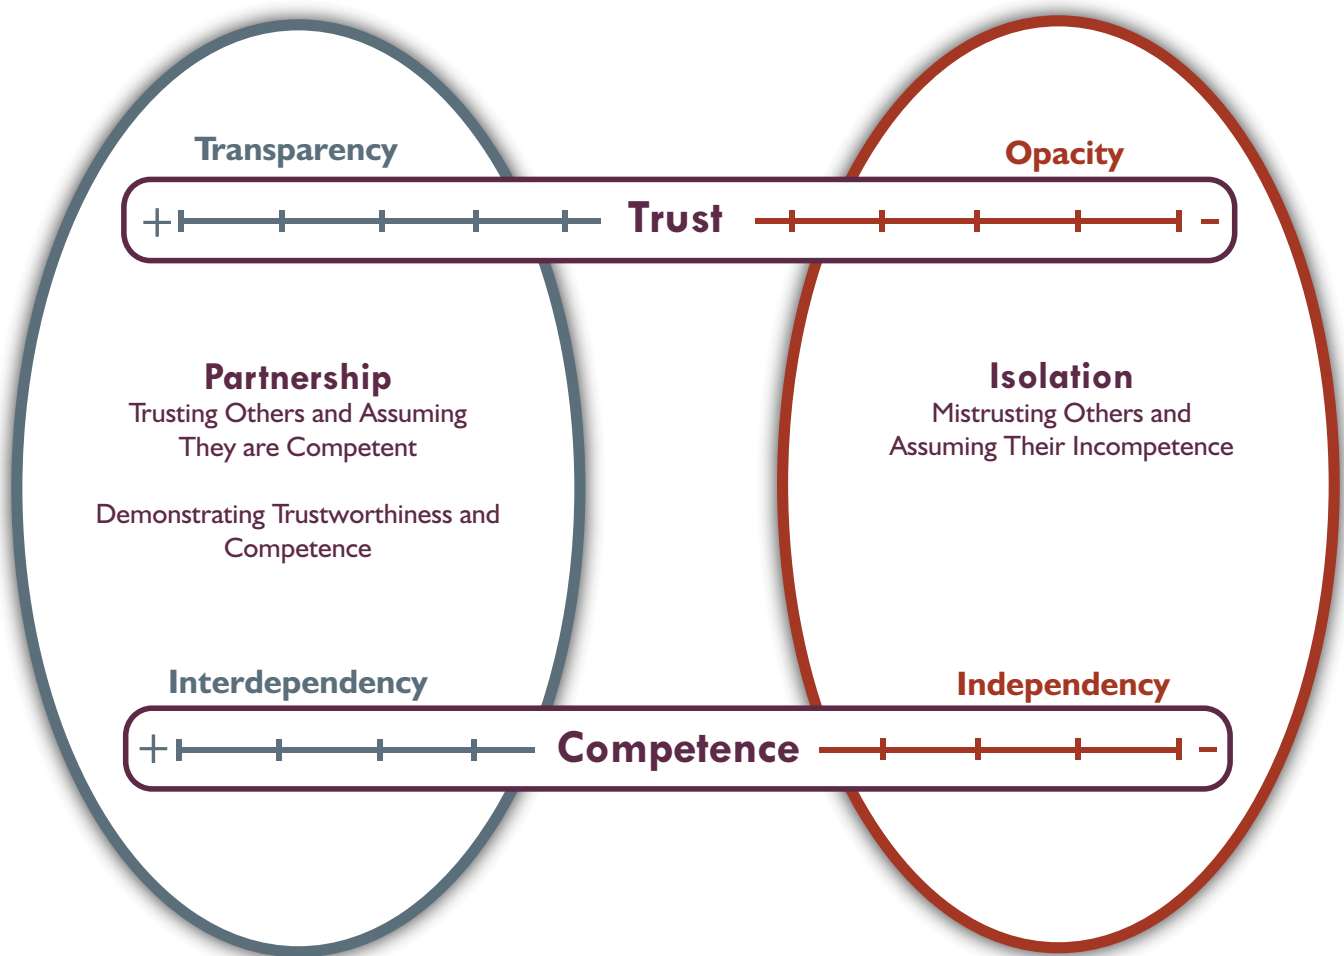 Transparency
Opacity
+ Trust –
Partnership
Trusting Others and Assuming
They are Competent
Demonstrating Trustworthiness and
Competence
Isolation
Mistrusting Others and
Assuming Their Incompetence
Interdependency
Independency
+ Competence –